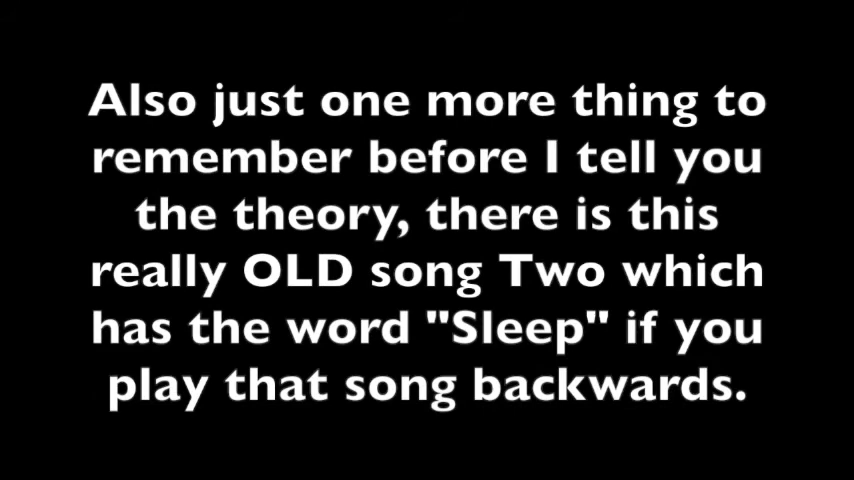 Also just one more thing to
remember before I tell you
the theory, there is this
really OLD song Two which
has the word "Sleep" if you
play that song backwards.